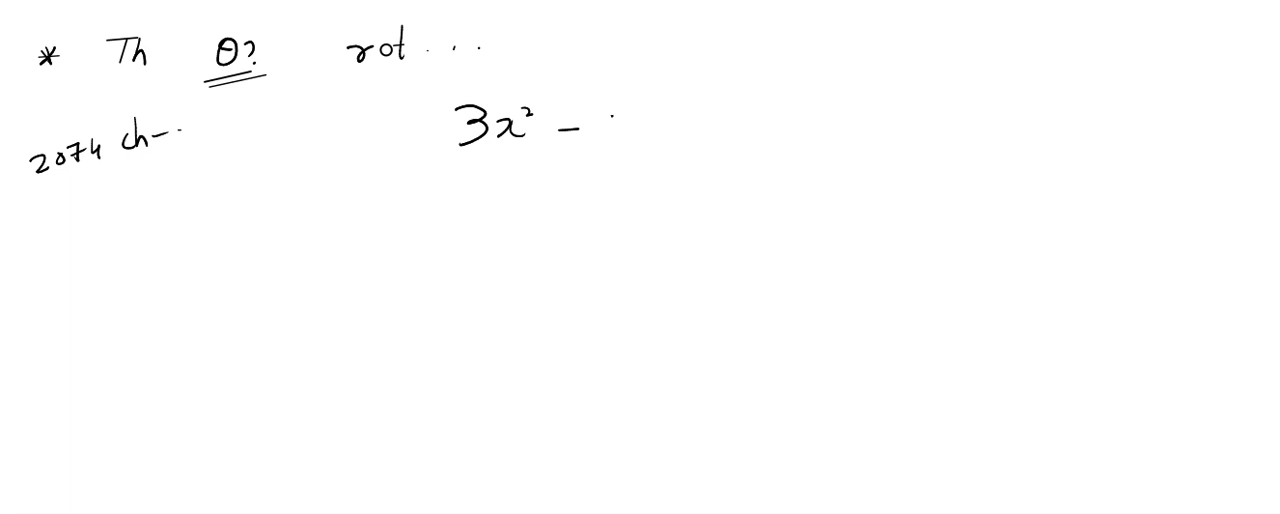 * Th θ? rot ...
2074 ch-..
3x² - .